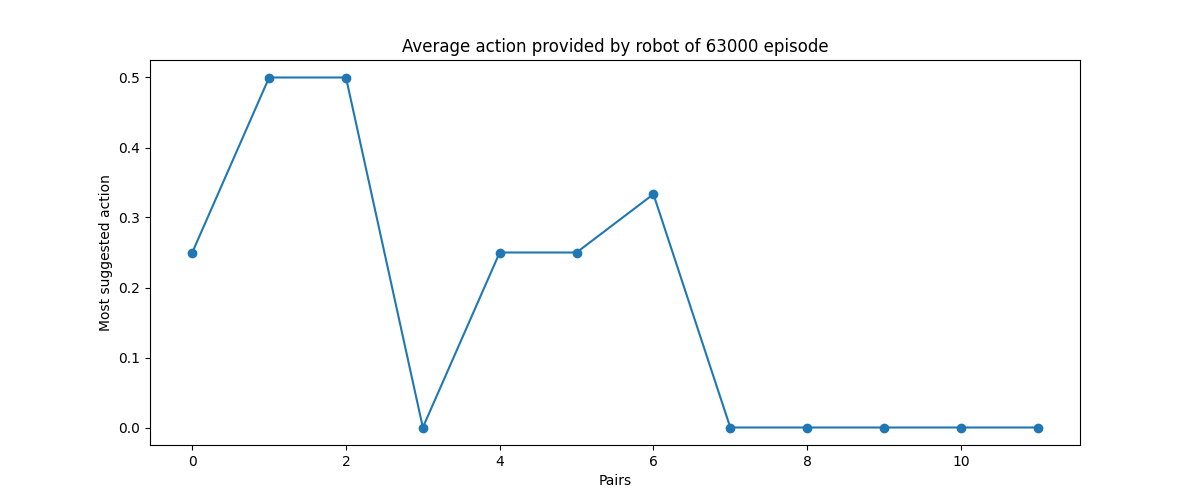 Average action provided by robot of 63000 episode
Most suggested action
0.5
0.4
0.3
0.2
0.1
0.0
0 2 4 6 8 10
Pairs